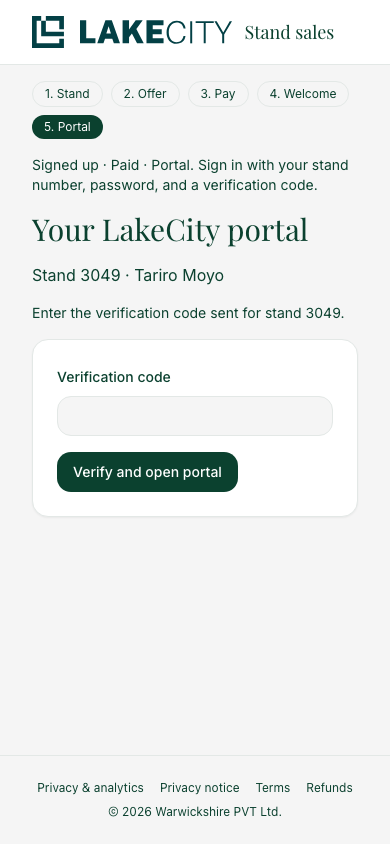 LAKECITY Stand sales
1. Stand
2. Offer
3. Pay
4. Welcome
5. Portal
Signed up · Paid · Portal. Sign in with your stand
number, password, and a verification code.
Your LakeCity portal
Stand 3049 · Tariro Moyo
Enter the verification code sent for stand 3049.
Verification code
Verify and open portal
Privacy & analytics
Privacy notice
Terms
Refunds
© 2026 Warwickshire PVT Ltd.